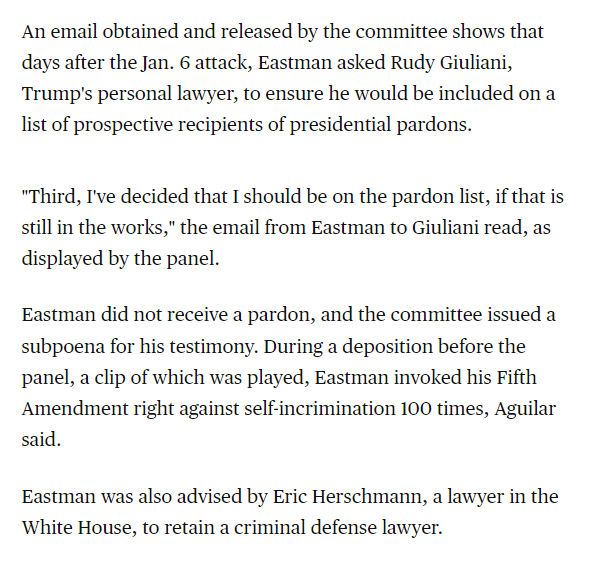 An email obtained and released by the committee shows that
days after the Jan. 6 attack, Eastman asked Rudy Giuliani,
Trump's personal lawyer, to ensure he would be included on a
list of prospective recipients of presidential pardons.
"Third, I've decided that I should be on the pardon list, if that is
still in the works," the email from Eastman to Giuliani read, as
displayed by the panel.
Eastman did not receive a pardon, and the committee issued a
subpoena for his testimony. During a deposition before the
panel, a clip of which was played, Eastman invoked his Fifth
Amendment right against self-incrimination 100 times, Aguilar
said.
Eastman was also advised by Eric Herschmann, a lawyer in the
White House, to retain a criminal defense lawyer.